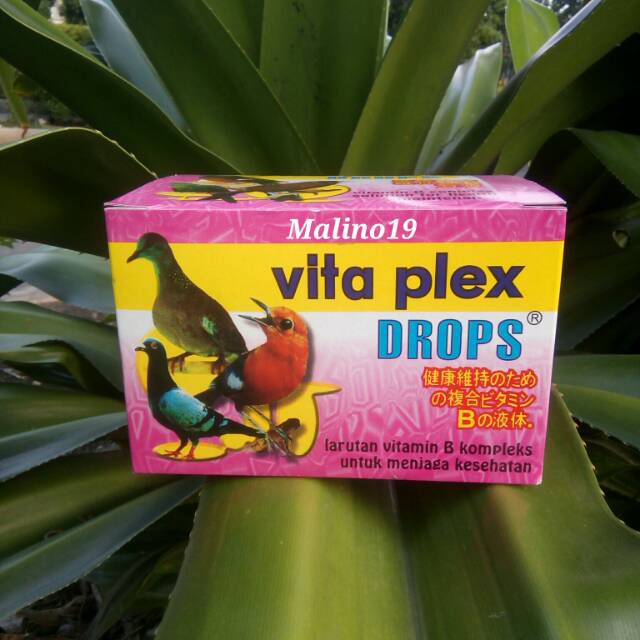 Malino19
vita plex
DROPS®
健康維持のため
の複合ビタミン
Bの液体.
larutan vitamin B kompleks
untuk menjaga kesehatan